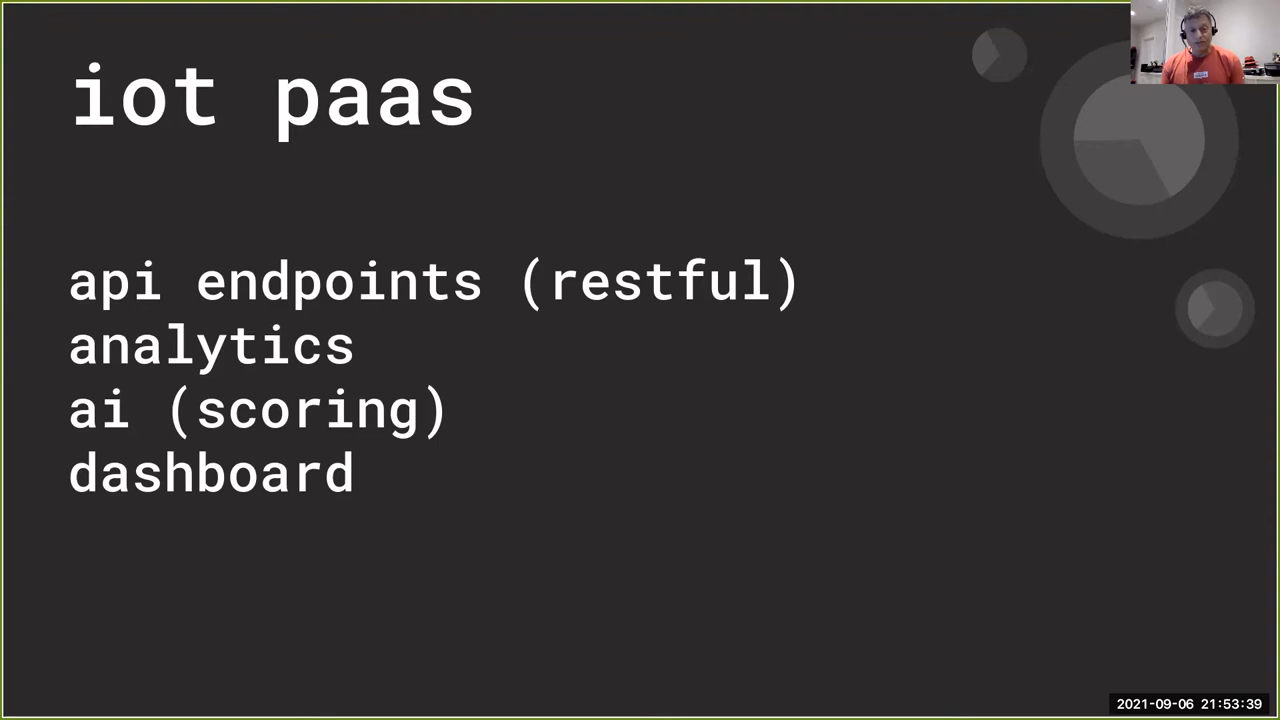 iot paas
api endpoints (restful)
analytics
ai (scoring)
dashboard
2021-09-06 21:53:39